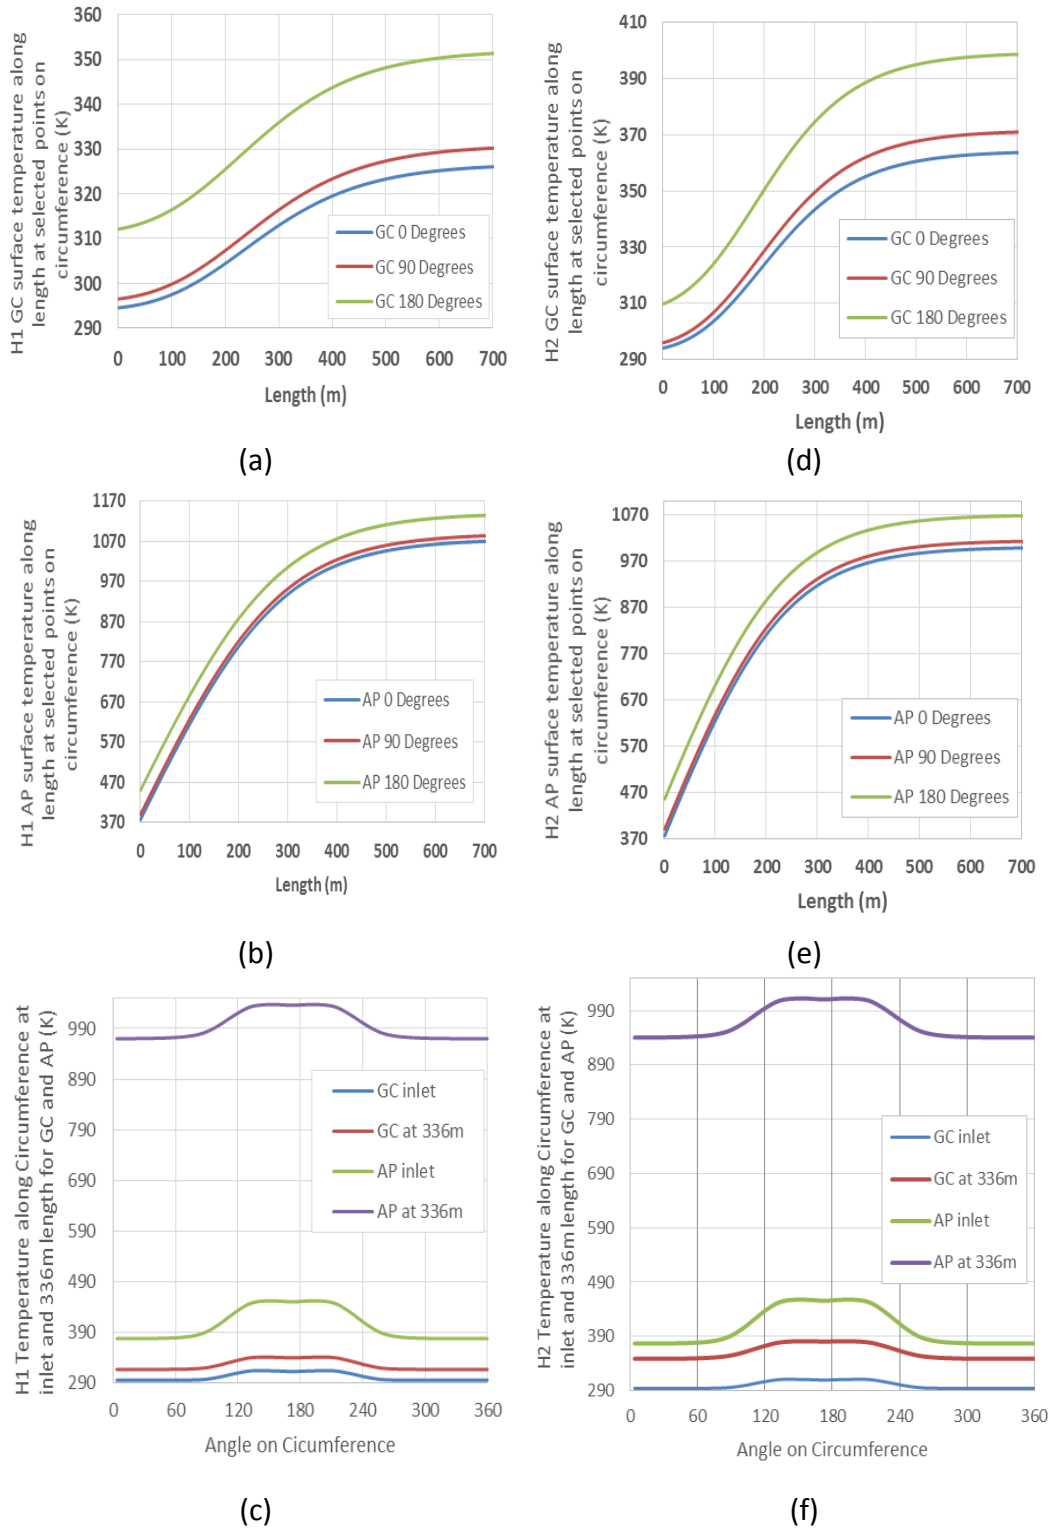 H1 GC surface temperature along
length at selected points on
circumference (K)
360
350
340
330
320
310
300
290
GC 0 Degrees
GC 90 Degrees
GC 180 Degrees
0 100 200 300 400 500 600 700
Length (m)
(a)
H2 GC surface temperature along
length at selected points on
circumference (K)
410
390
370
350
330
310
290
GC 0 Degrees
GC 90 Degrees
GC 180 Degrees
0 100 200 300 400 500 600 700
Length (m)
(d)
H1 AP surface temperature along
length at selected points on
circumference (K)
1170
1070
970
870
770
670
570
470
370
AP 0 Degrees
AP 90 Degrees
AP 180 Degrees
0 100 200 300 400 500 600 700
Length (m)
(b)
H2 AP surface temperature along
length at selected points on
circumference (K)
1070
970
870
770
670
570
470
370
AP 0 Degrees
AP 90 Degrees
AP 180 Degrees
0 100 200 300 400 500 600 700
Length (m)
(e)
H1 Temperature along Circumference at
inlet and 336m length for GC and AP (K)
990
890
790
690
590
490
390
290
GC inlet
GC at 336m
AP inlet
AP at 336m
0 60 120 180 240 300 360
Angle on Cicumference
(c)
H2 Temperature along Circumference at
inlet and 336m length for GC and AP (K)
990
890
790
690
590
490
390
290
GC inlet
GC at 336m
AP inlet
AP at 336m
0 60 120 180 240 300 360
Angle on Circumference
(f)